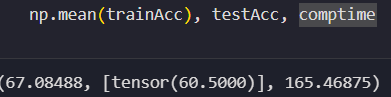 np.mean(trainAcc), testAcc, comptime
(67.08488, [tensor(60.5000)], 165.46875)